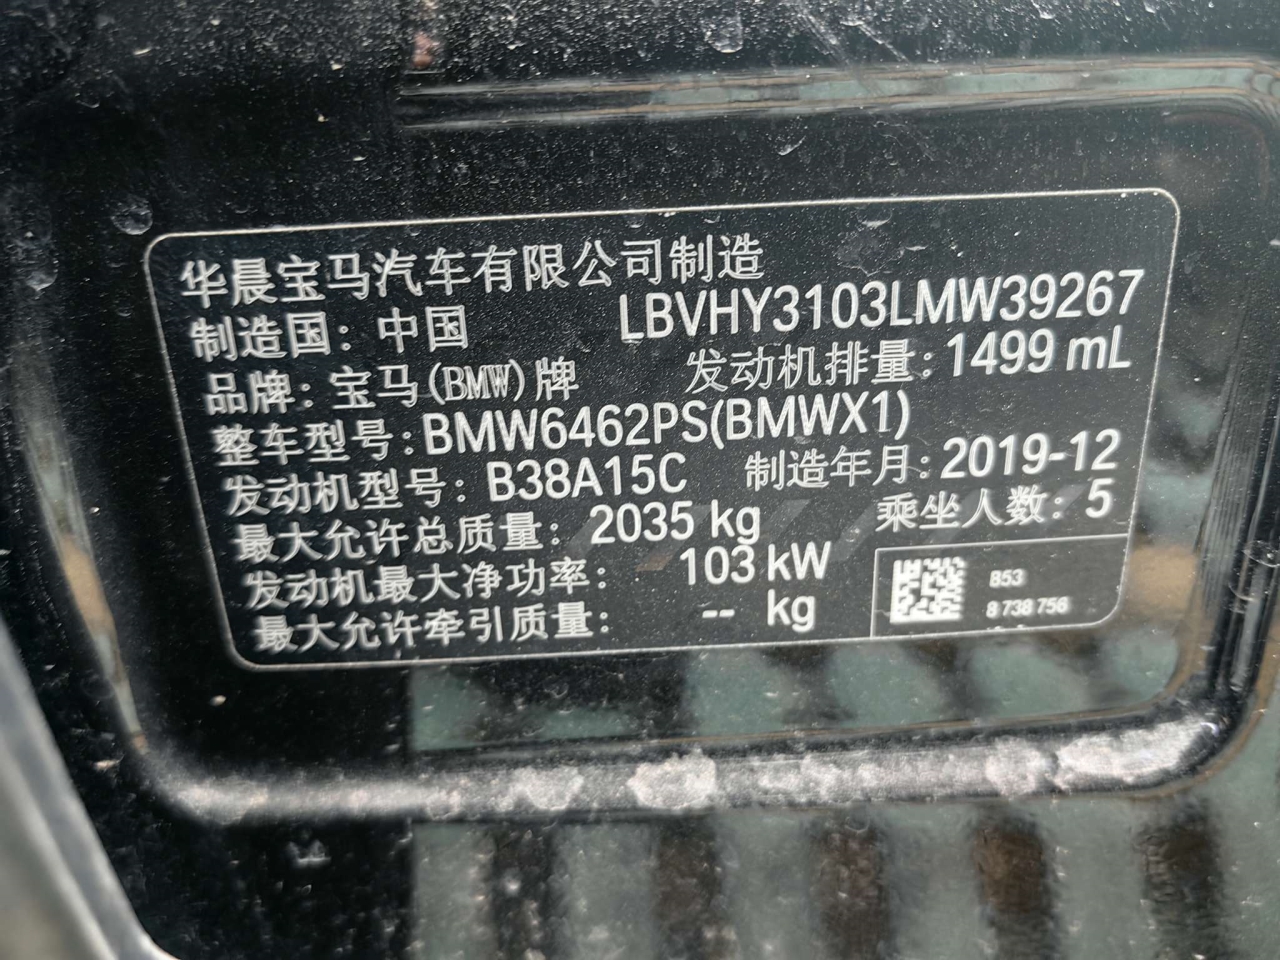 华晨宝马汽车有限公司制造
制造国：中国 LBVHY3103LMW39267
品牌：宝马(BMW)牌 发动机排量：1499 mL
整车型号：BMW6462PS(BMWX1)
发动机型号：B38A15C 制造年月：2019-12
最大允许总质量：2035 kg 乘坐人数：5
发动机最大净功率：103 kW
最大允许牵引质量：-- kg
853
8 738 756